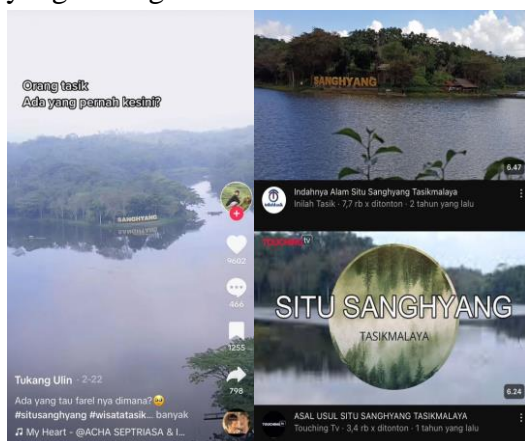 Orang tasik
Ada yang pernah kesini?
SANGHYANG
9602
466
1255
798
Tukang Ulin · 2-22
Ada yang tau farel nya dimana?🥹
#situsanghyang #wisatatasik... banyak
My Heart - @ACHA SEPTRIASA & I...
SANGHYANG
6.47
Indahnya Alam Situ Sanghyang Tasikmalaya
Inilah Tasik · 7,7 rb x ditonton · 2 tahun yang lalu
TOUCHING tv
SITU SANGHYANG
TASIKMALAYA
6.24
ASAL USUL SITU SANGHYANG TASIKMALAYA
Touching Tv · 3,4 rb x ditonton · 1 tahun yang lalu